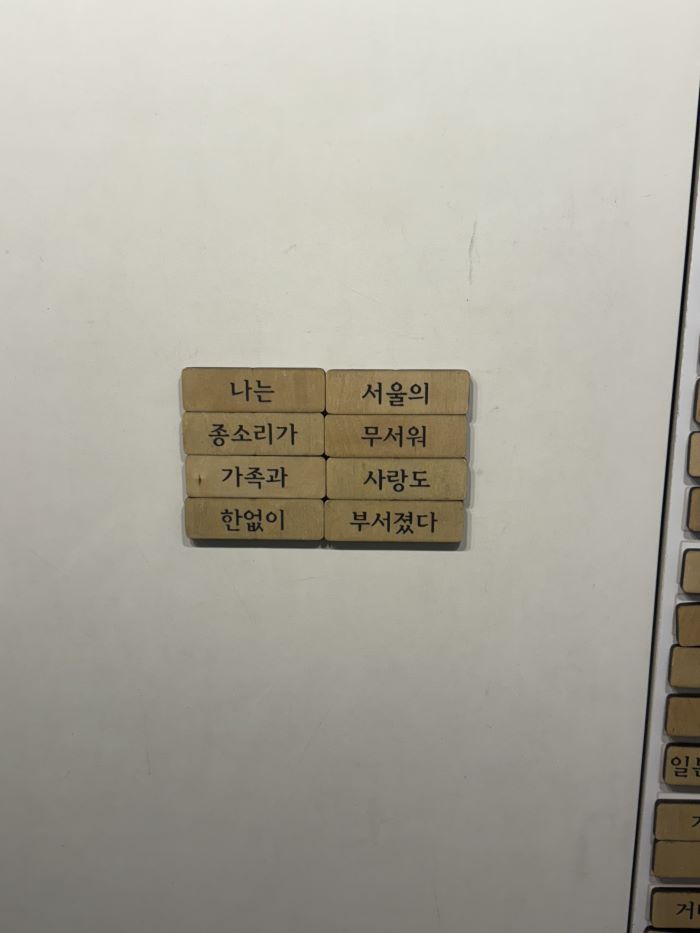 나는 서울의
종소리가 무서워
가족과 사랑도
한없이 부서졌다